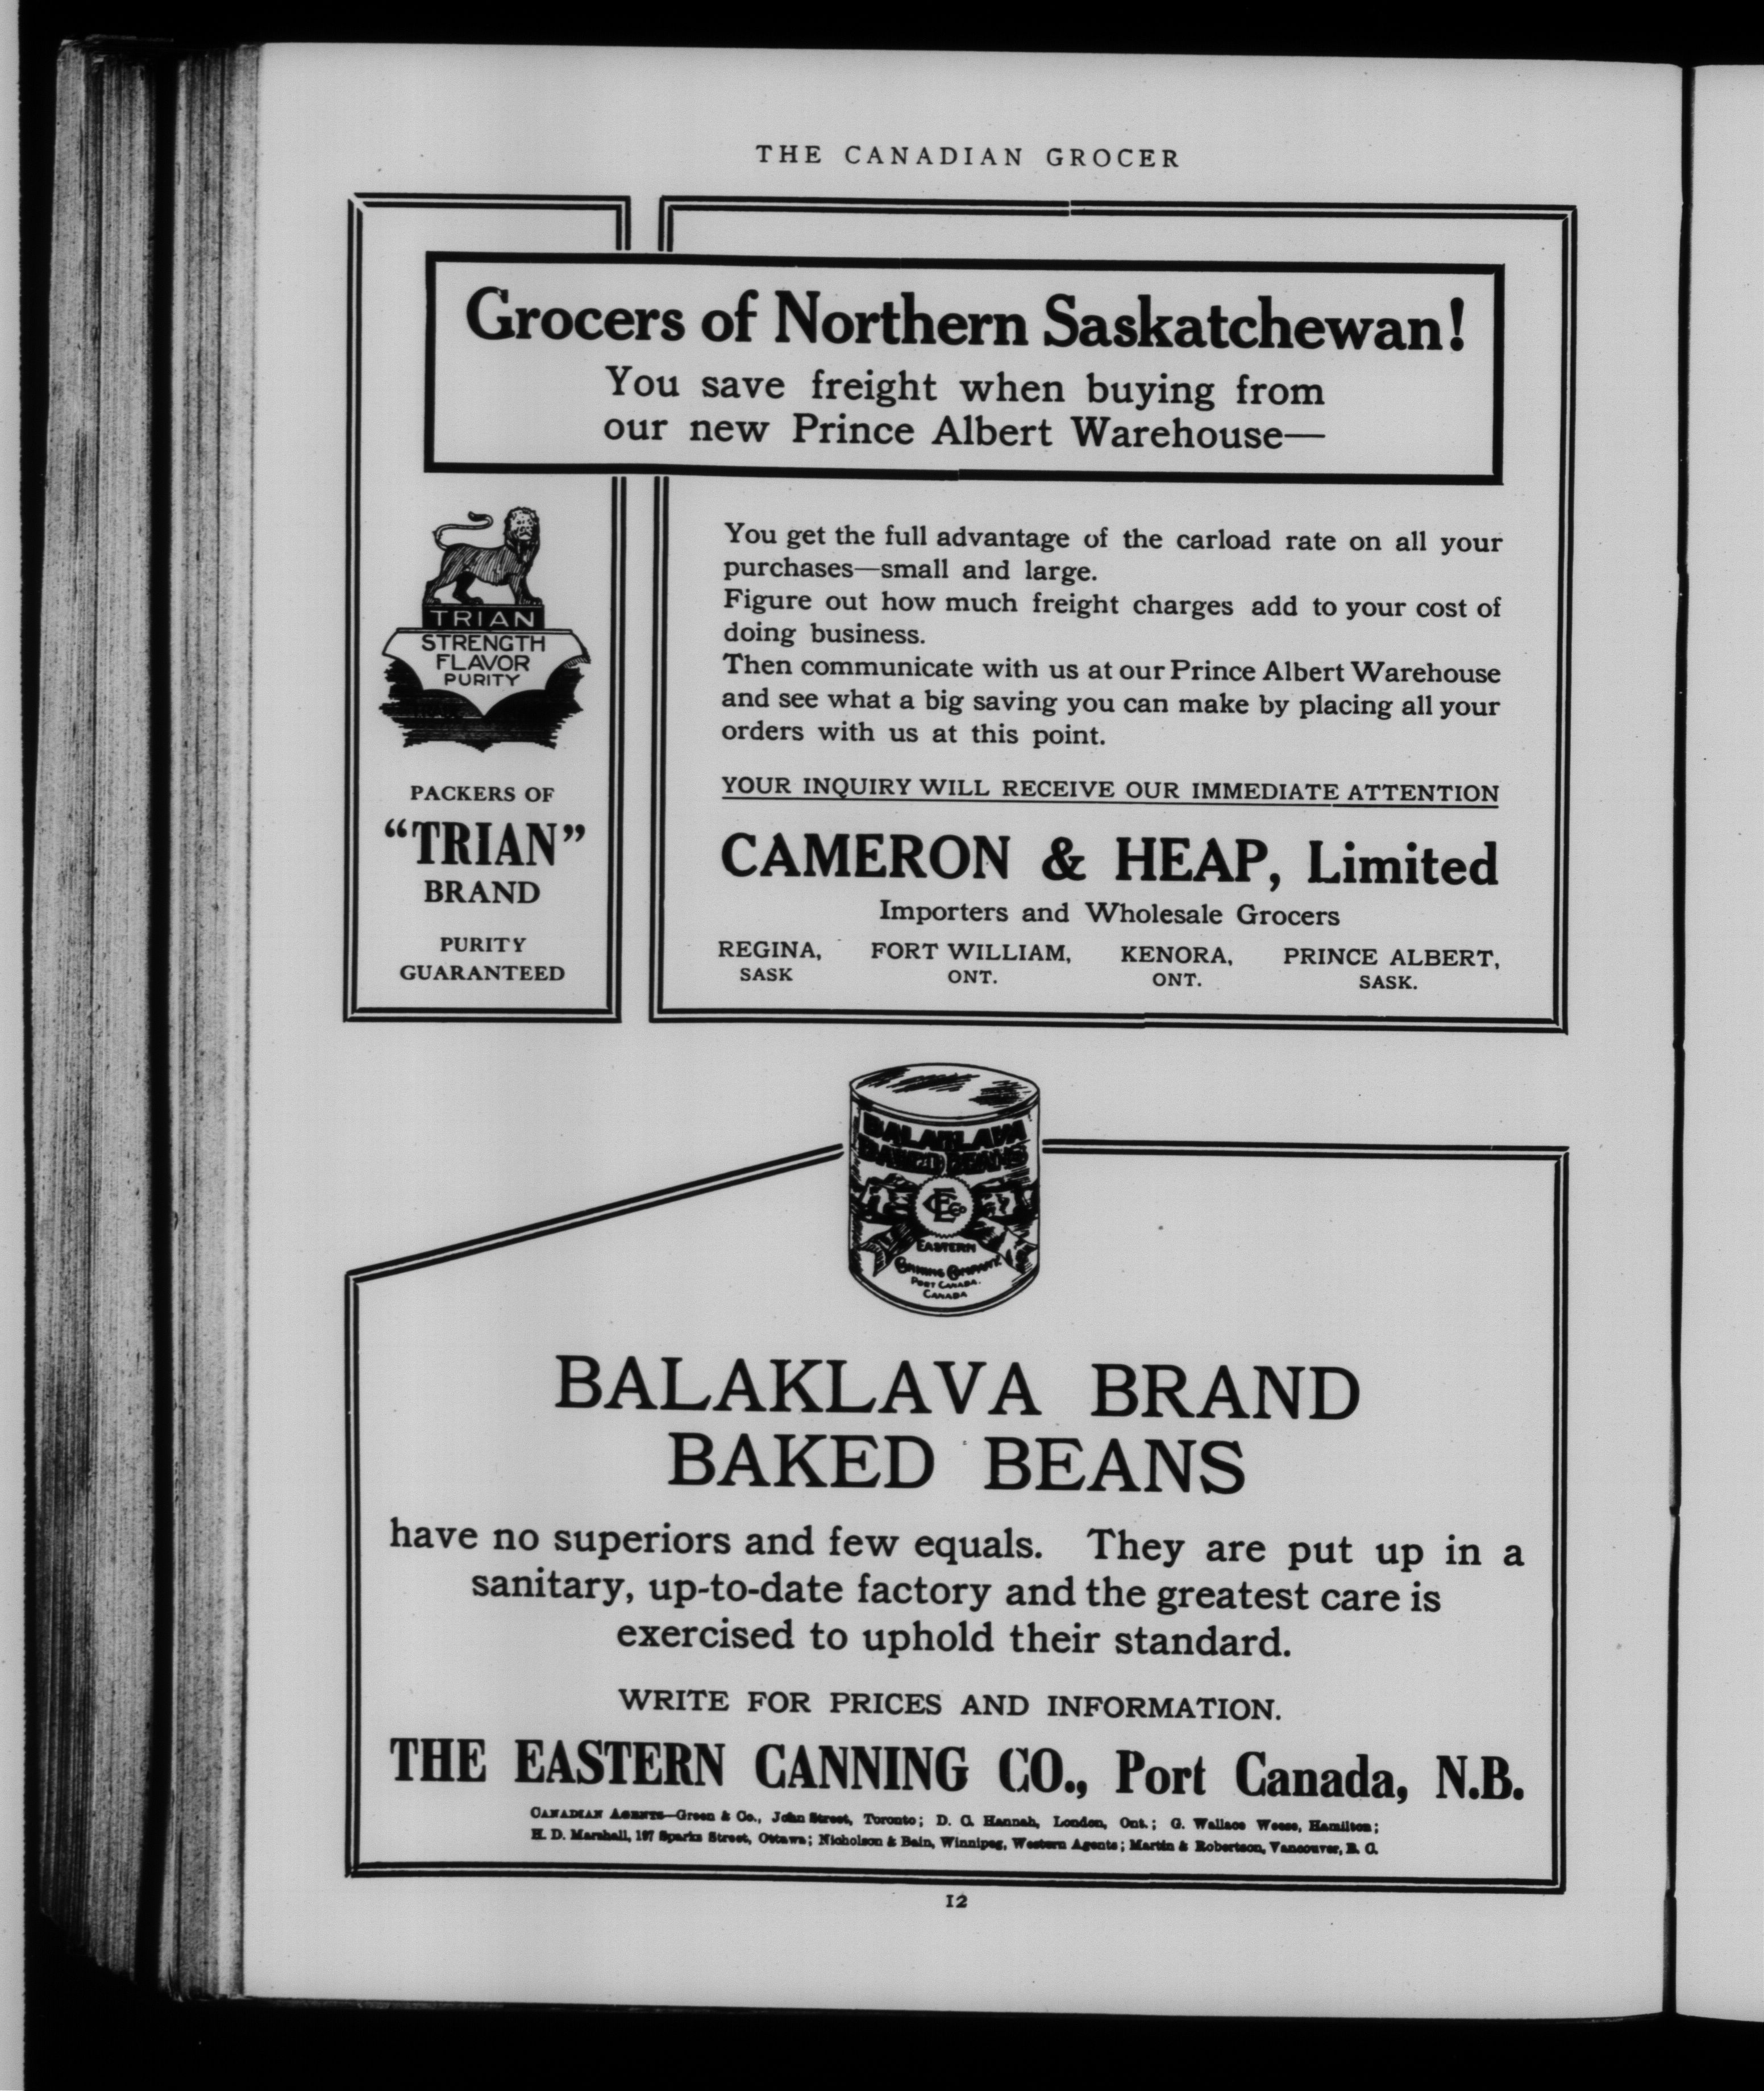 THE CANADIAN GROCER
Grocers of Northern Saskatchewan!
You save freight when buying from
our new Prince Albert Warehouse—
TRIAN
STRENGTH
FLAVOR
PURITY
PACKERS OF
“TRIAN”
BRAND
PURITY
GUARANTEED
You get the full advantage of the carload rate on all your
purchases—small and large.
Figure out how much freight charges add to your cost of
doing business.
Then communicate with us at our Prince Albert Warehouse
and see what a big saving you can make by placing all your
orders with us at this point.
YOUR INQUIRY WILL RECEIVE OUR IMMEDIATE ATTENTION
CAMERON & HEAP, Limited
Importers and Wholesale Grocers
REGINA, FORT WILLIAM, KENORA, PRINCE ALBERT,
SASK ONT. ONT. SASK.
BALAKLAVA
BAKED BEANS
ECCo
EASTERN
CANNING COMPANY
PORT CANADA.
CANADA
BALAKLAVA BRAND
BAKED BEANS
have no superiors and few equals. They are put up in a
sanitary, up-to-date factory and the greatest care is
exercised to uphold their standard.
WRITE FOR PRICES AND INFORMATION.
THE EASTERN CANNING CO., Port Canada, N.B.
CANADIAN AGENTS—Green & Co., John Street, Toronto; D. C. Hannah, London, Ont.; G. Wallace Weese, Hamilton;
H. D. Marshall, 197 Sparks Street, Ottawa; Nicholson & Bain, Winnipeg, Western Agents; Martin & Robertson, Vancouver, B. C.
12